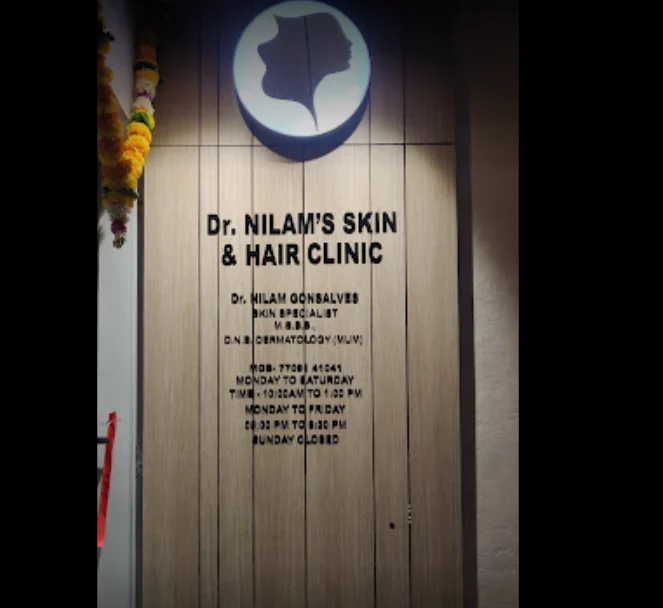 Dr. NILAM'S SKIN
& HAIR CLINIC
Dr. NILAM GONSALVES
SKIN SPECIALIST
M.B.B.S.,
D.N.B. DERMATOLOGY (MUM)
MOB- 41041
MONDAY TO SATURDAY
TIME - 10:00AM TO 1:00 PM
MONDAY TO FRIDAY
PM TO PM
SUNDAY CLOSED